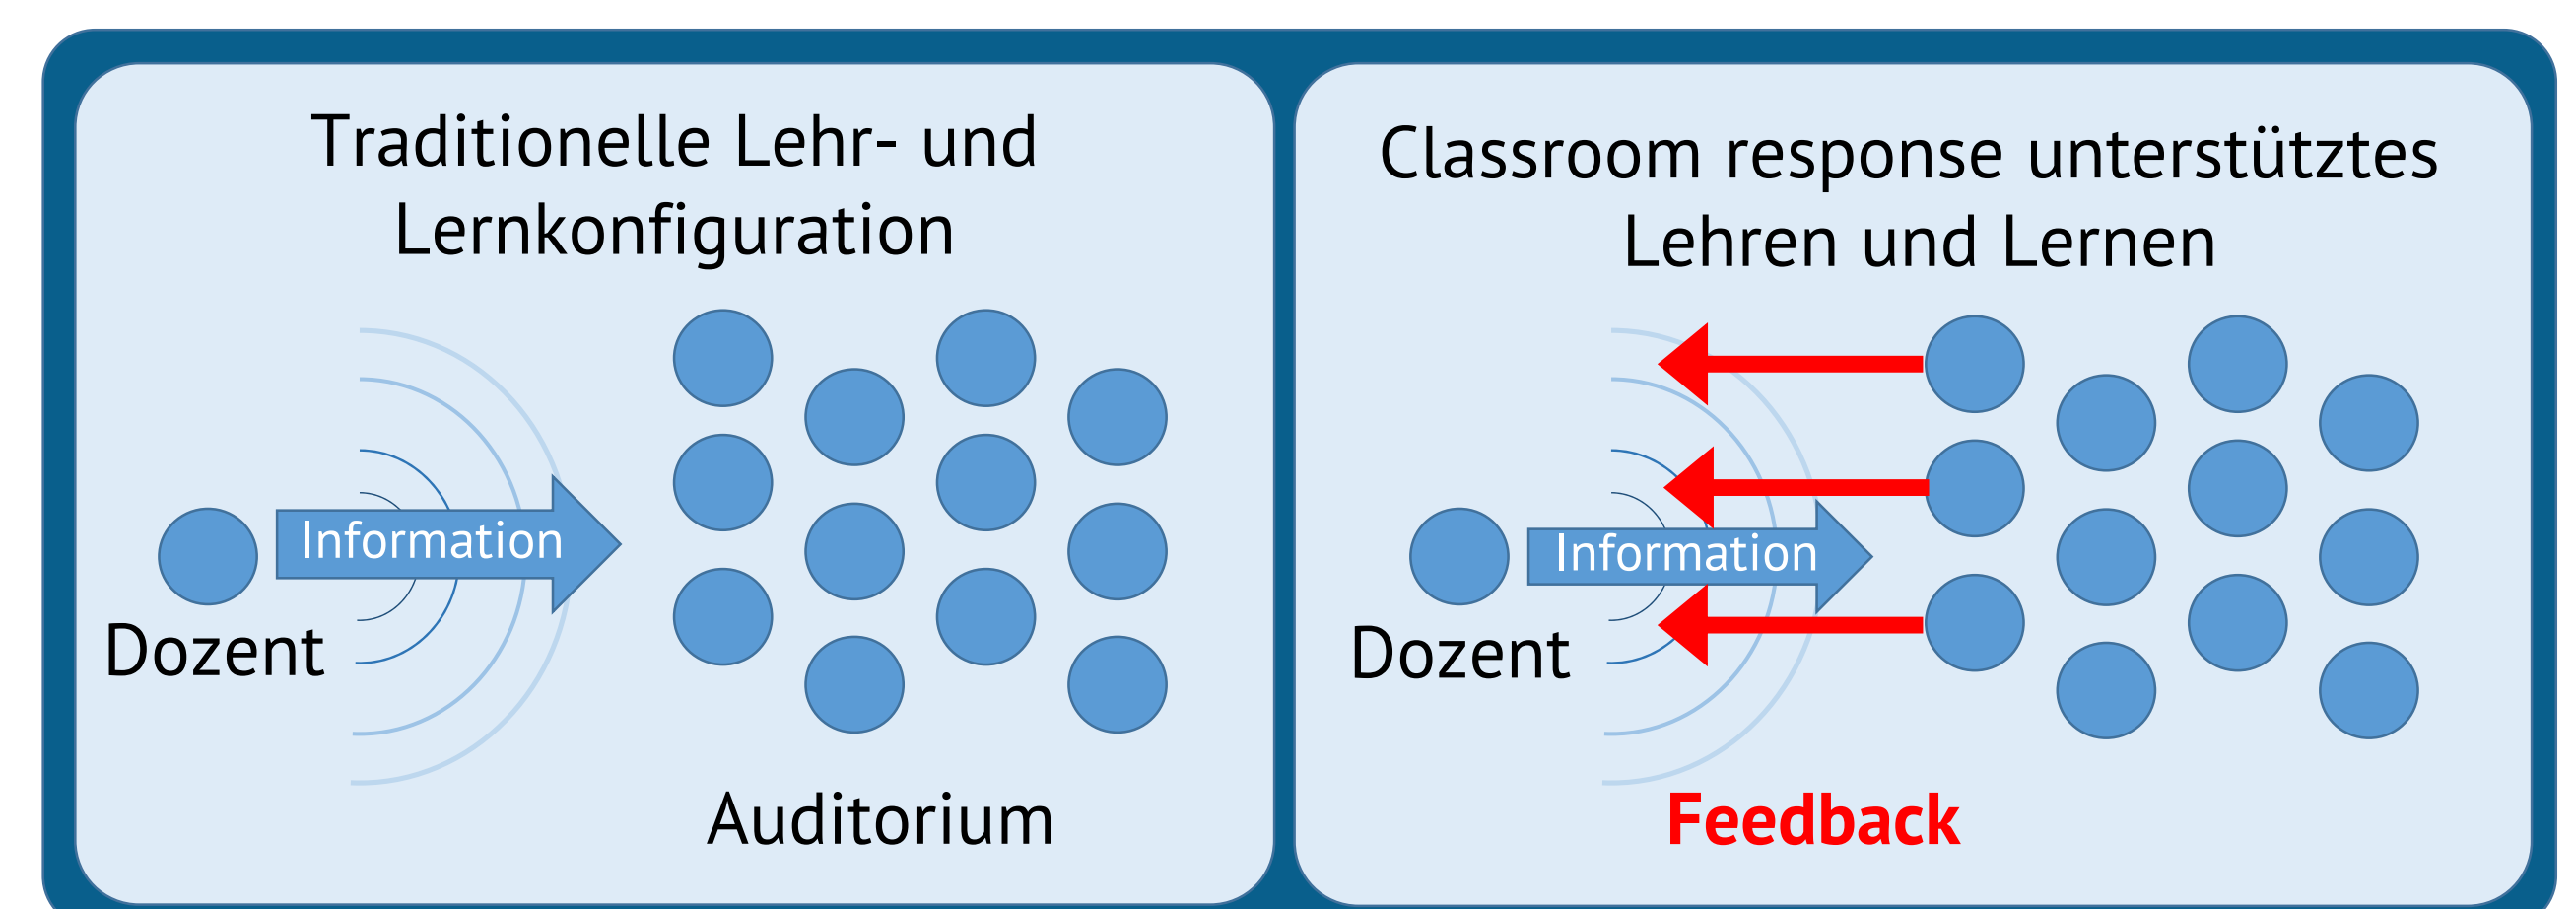 Traditionelle Lehr- und
Lernkonfiguration
Information
Dozent
Auditorium
Classroom response unterstütztes
Lehren und Lernen
Information
Dozent
Feedback